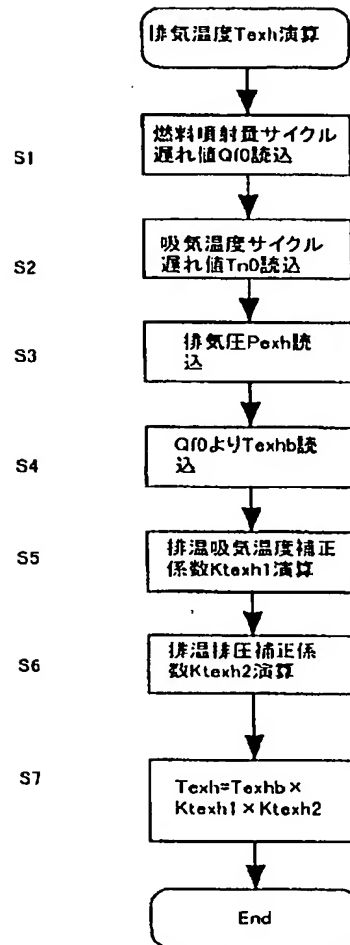 排気温度Texh演算
S1
燃料噴射量サイクル
遅れ値Qf0読込
S2
吸気温度サイクル
遅れ値Tn0読込
S3
排気圧Pexh読
込
S4
Qf0よりTexhb読
込
S5
排温吸気温度補正
係数Ktexh1演算
S6
排温排圧補正係
数Ktexh2演算
S7
Texh=Texhb×
Ktexh1×Ktexh2
End